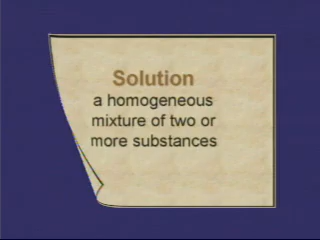 Solution
a homogeneous
mixture of two or
more substances